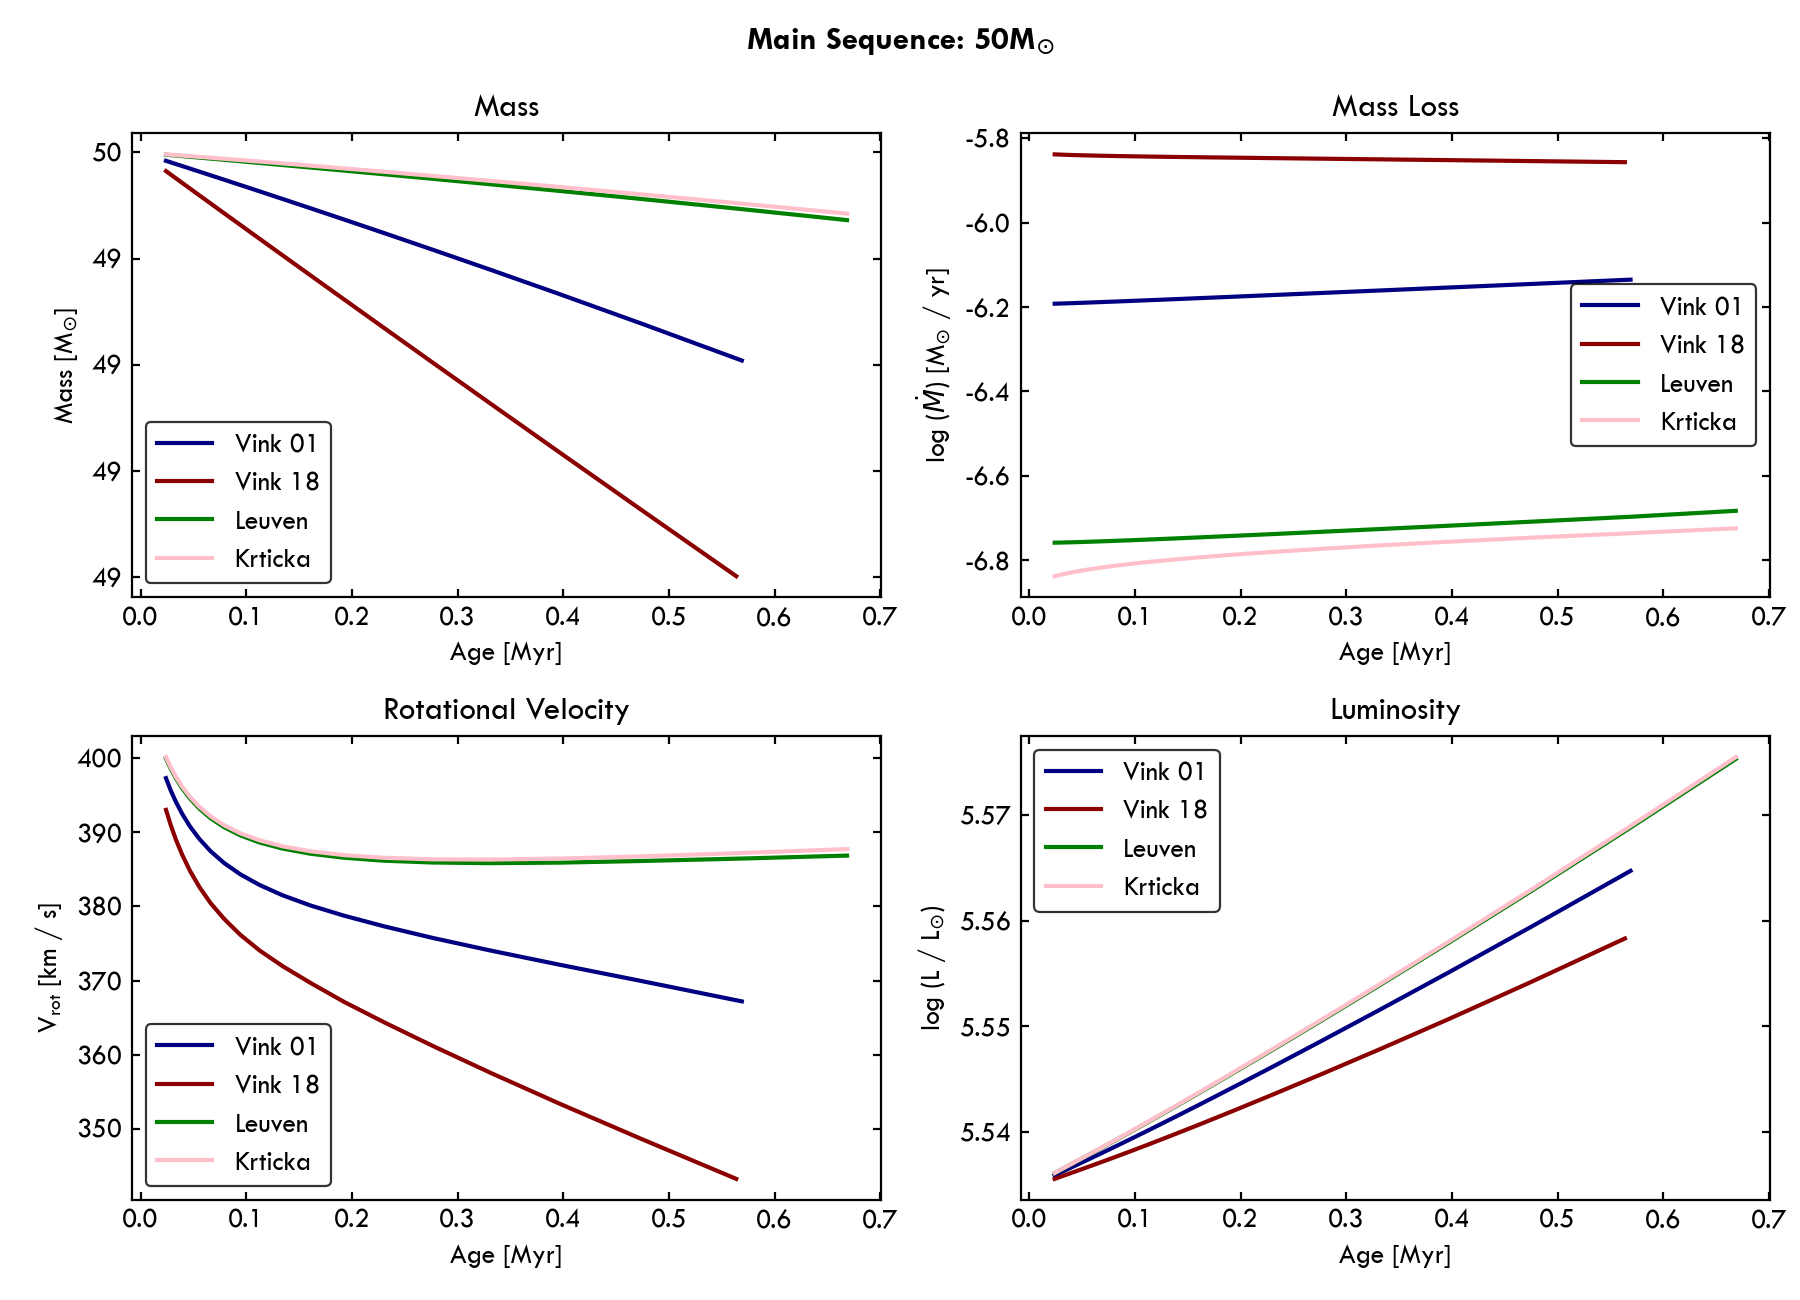 Main Sequence: 50M⊙
Mass
50
49
49
49
49
0.0 0.1 0.2 0.3 0.4 0.5 0.6 0.7
Mass [M⊙]
Age [Myr]
Vink 01
Vink 18
Leuven
Krticka
Mass Loss
-5.8
-6.0
-6.2
-6.4
-6.6
-6.8
0.0 0.1 0.2 0.3 0.4 0.5 0.6 0.7
log (Ṁ) [M⊙ / yr]
Age [Myr]
Vink 01
Vink 18
Leuven
Krticka
Rotational Velocity
400
390
380
370
360
350
0.0 0.1 0.2 0.3 0.4 0.5 0.6 0.7
Vrot [km / s]
Age [Myr]
Vink 01
Vink 18
Leuven
Krticka
Luminosity
5.57
5.56
5.55
5.54
0.0 0.1 0.2 0.3 0.4 0.5 0.6 0.7
log (L / L⊙)
Age [Myr]
Vink 01
Vink 18
Leuven
Krticka